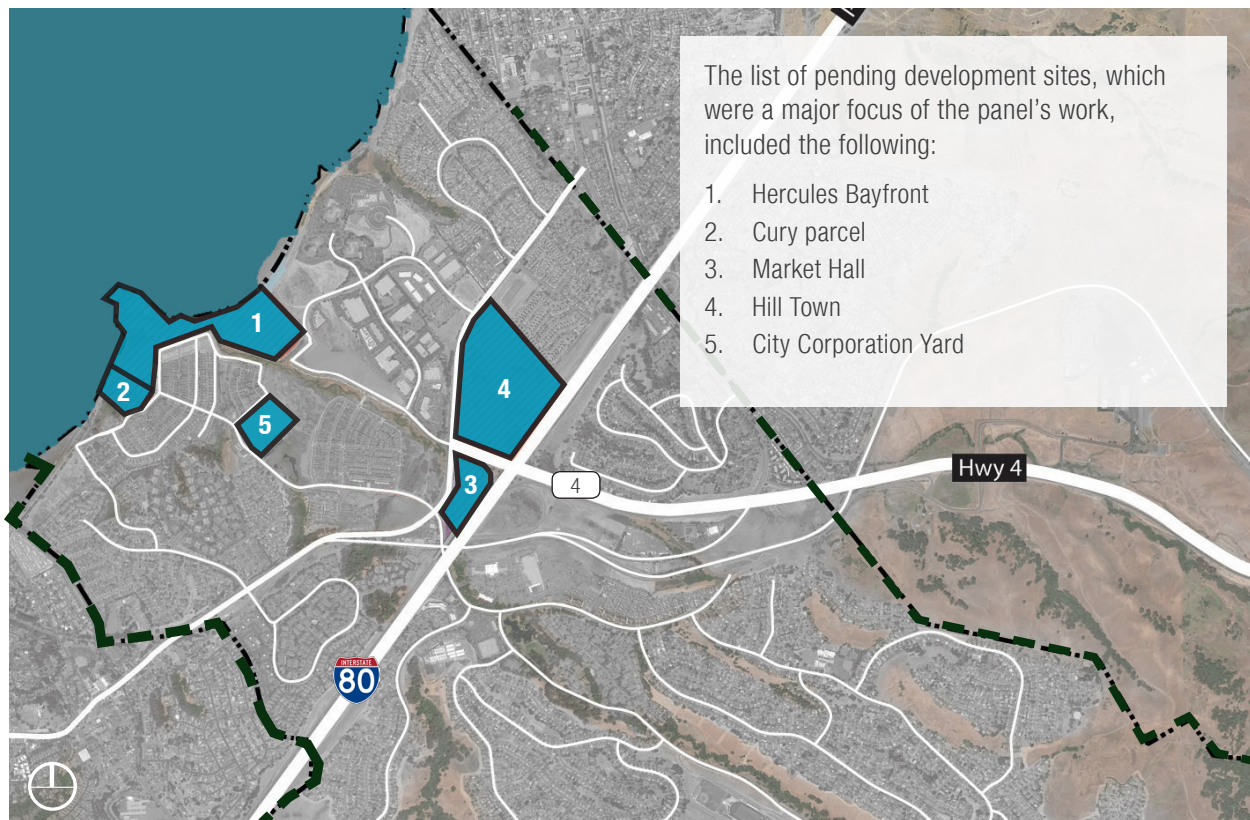 The list of pending development sites, which
were a major focus of the panel's work,
included the following:
1. Hercules Bayfront
2. Cury parcel
3. Market Hall
4. Hill Town
5. City Corporation Yard
1
2
4
5
3
4
Hwy 4
INTERSTATE
80